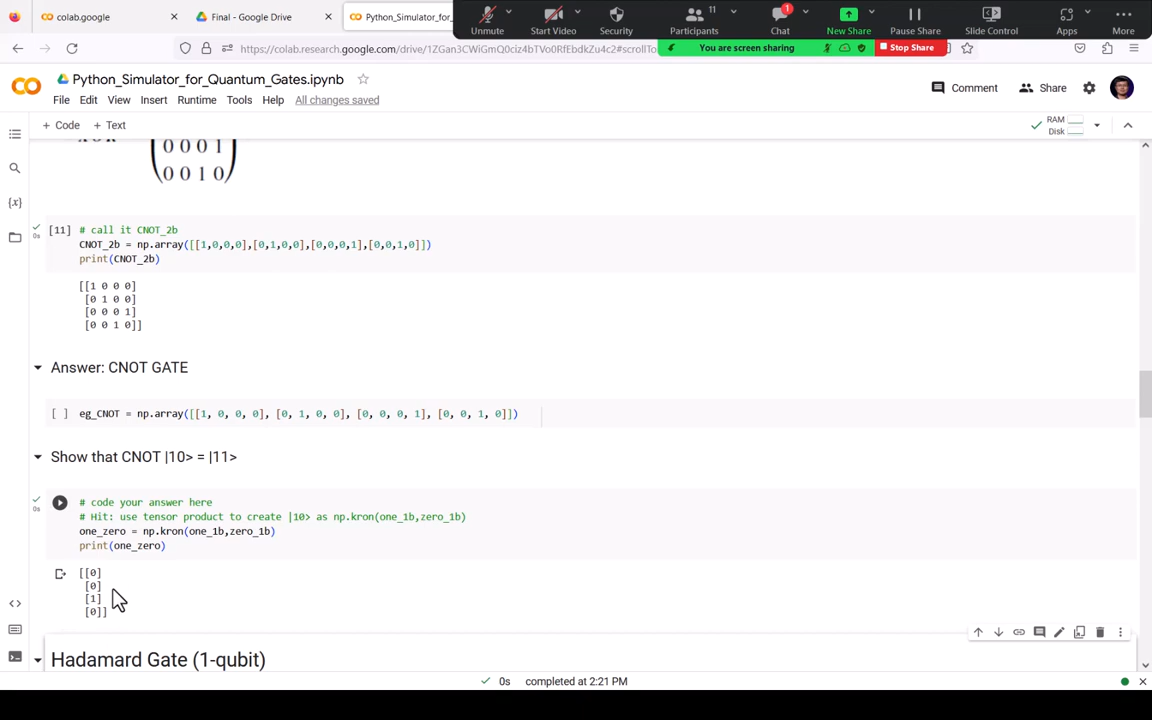 colab.google
Final - Google Drive
Python_Simulator_for_Quantum_
Unmute
Start Video
Security
11
Participants
1
Chat
New Share
Pause Share
Slide Control
Apps
More
You are screen sharing
Stop Share
https://colab.research.google.com/drive/1ZGan3CWiGmQ0ciz4bTVo0RfEbdkZu4c2#scrollTo
Python_Simulator_for_Quantum_Gates.ipynb
File Edit View Insert Runtime Tools Help All changes saved
Comment
Share
+ Code + Text
RAM
Disk
0 0 0 1
0 0 1 0
[11] # call it CNOT_2b
0s
CNOT_2b = np.array([[1,0,0,0],[0,1,0,0],[0,0,0,1],[0,0,1,0]])
print(CNOT_2b)
[[1 0 0 0]
[0 1 0 0]
[0 0 0 1]
[0 0 1 0]]
Answer: CNOT GATE
[ ] eg_CNOT = np.array([[1, 0, 0, 0], [0, 1, 0, 0], [0, 0, 0, 1], [0, 0, 1, 0]])
Show that CNOT |10> = |11>
# code your answer here
0s
# Hit: use tensor product to create |10> as np.kron(one_1b,zero_1b)
one_zero = np.kron(one_1b,zero_1b)
print(one_zero)
[[0]
[0]
[1]
[0]]
Hadamard Gate (1-qubit)
0s completed at 2:21 PM